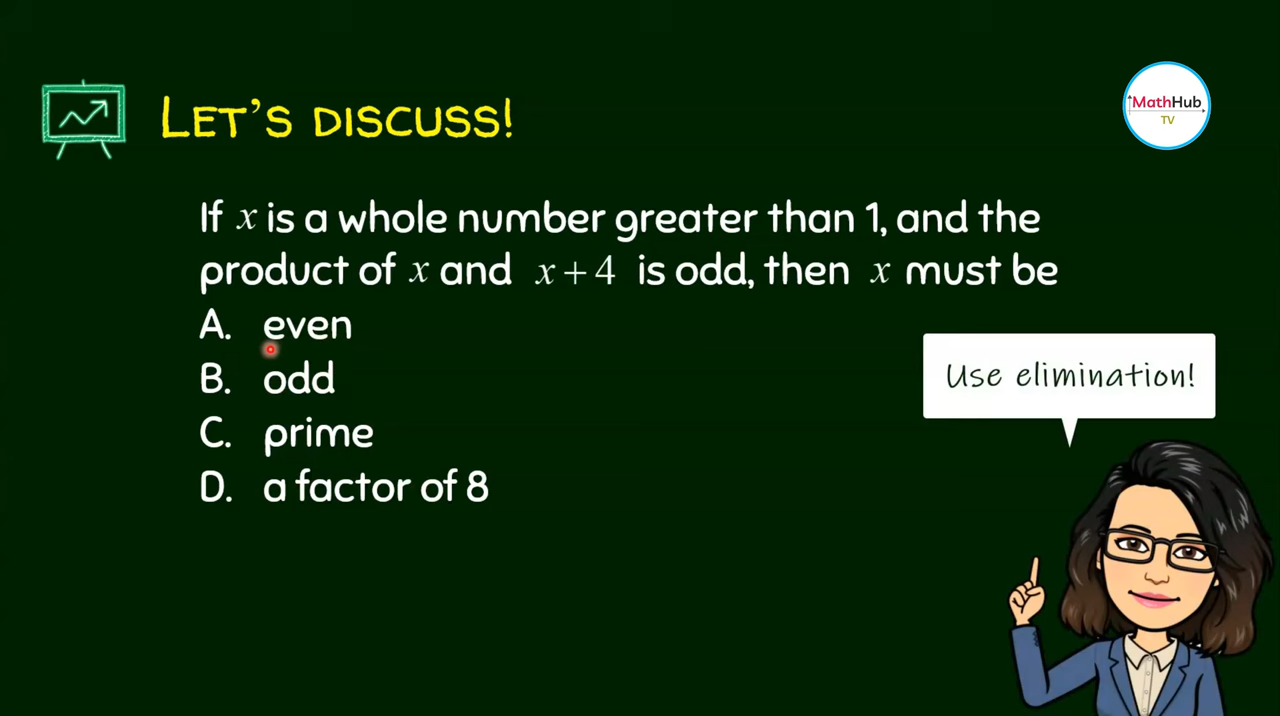 LET'S DISCUSS!
MathHub
TV
If x is a whole number greater than 1, and the
product of x and x + 4 is odd, then x must be
A. even
B. odd
C. prime
D. a factor of 8
Use elimination!